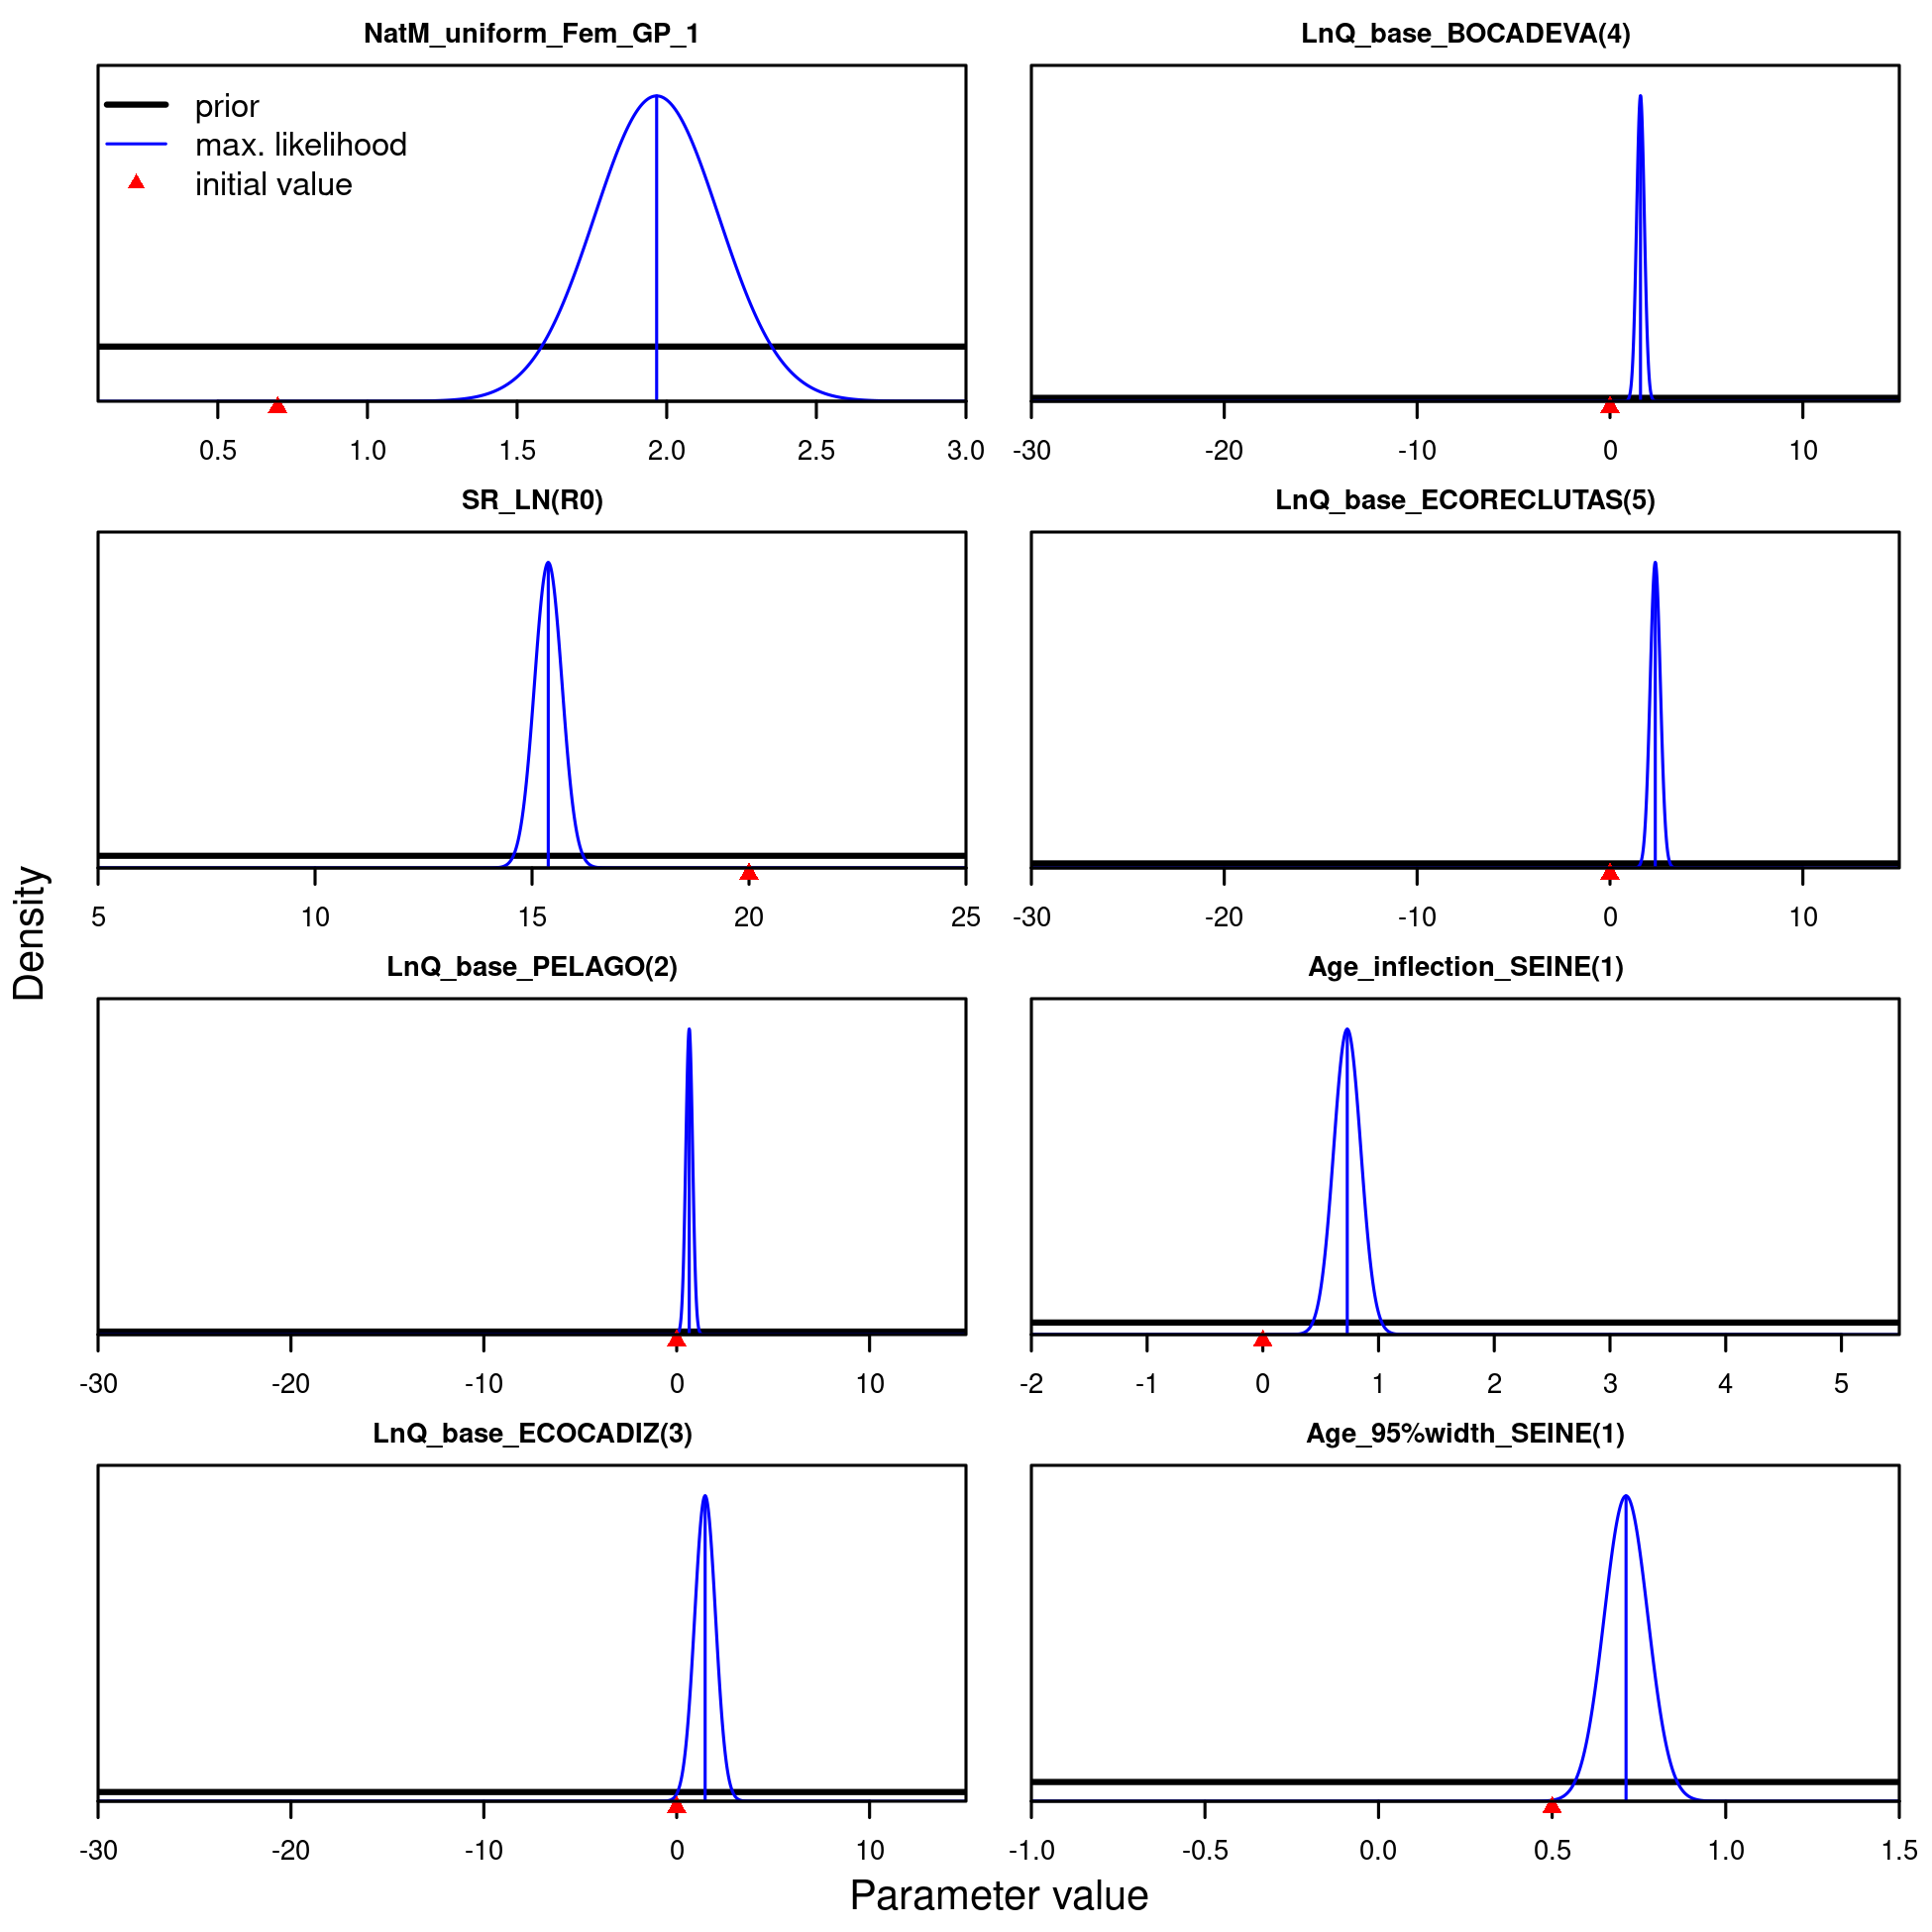 NatM_uniform_Fem_GP_1
prior
max. likelihood
initial value
0.5 1.0 1.5 2.0 2.5 3.0
LnQ_base_BOCADEVA(4)
-30 -20 -10 0 10
SR_LN(R0)
5 10 15 20 25
LnQ_base_ECORECLUTAS(5)
-30 -20 -10 0 10
LnQ_base_PELAGO(2)
-30 -20 -10 0 10
Age_inflection_SEINE(1)
-2 -1 0 1 2 3 4 5
LnQ_base_ECOCADIZ(3)
-30 -20 -10 0 10
Age_95%width_SEINE(1)
-1.0 -0.5 0.0 0.5 1.0 1.5
Density
Parameter value